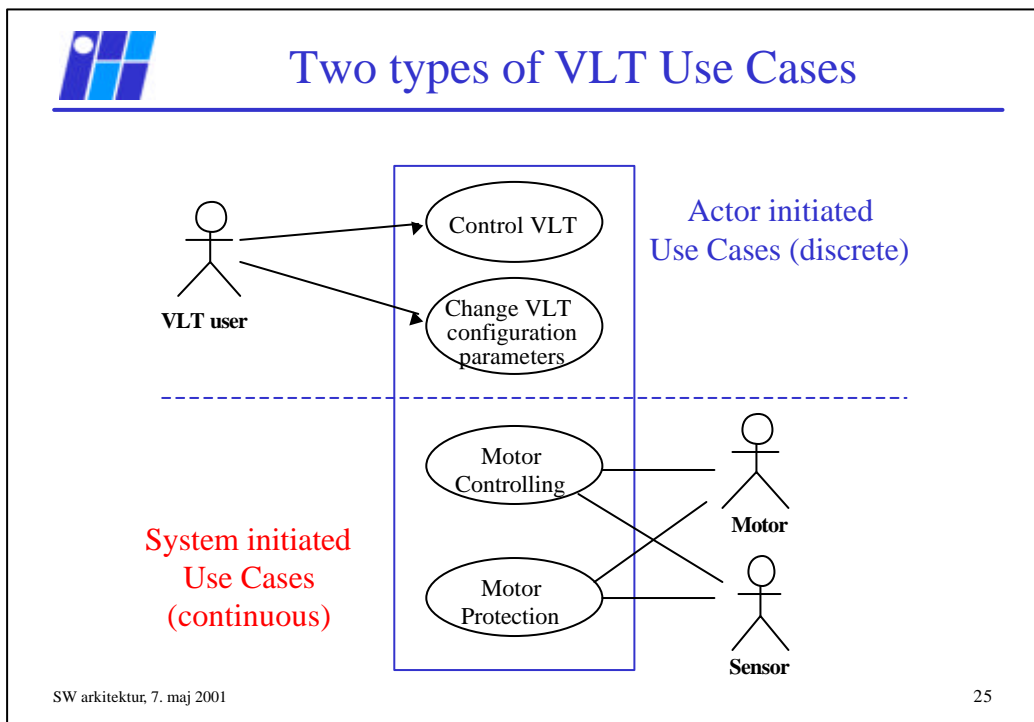 Two types of VLT Use Cases
Control VLT
Actor initiated
Use Cases (discrete)
VLT user
Change VLT
configuration
parameters
Motor
Controlling
Motor
System initiated
Use Cases
(continuous)
Motor
Protection
Sensor
SW arkitektur, 7. maj 2001
25